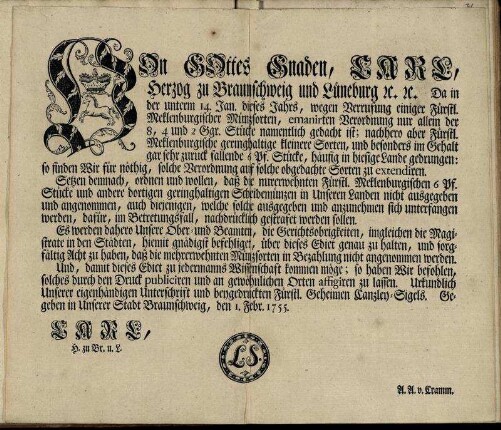 Von GOttes Gnaden, CARL,
Herzog zu Braunschweig und Lüneburg ꝛc. ꝛc. Da in
der unterm 14. Jan. dieses Jahrs, wegen Verrufung einiger Fürstl.
Mecklenburgischer Münzsorten, emanirten Verordnung nur allein der
8, 4 und 2 Ggr. Stücke namentlich gedacht ist; nachhero aber Fürstl.
Mecklenburgische geringhaltige kleinere Sorten, und besonders im Gehalt
gar sehr zurück fallende 6 Pf. Stücke, häufig in hiesige Lande gedrungen:
so finden Wir für nöthig, solche Verordnung auf solche obgedachte Sorten zu extendiren.
Setzen demnach, ordnen und wollen, daß die nurerwehnten Fürstl. Mecklenburgischen 6 Pf.
Stücke und andere dortigen geringhaltigen Scheidemünzen in Unseren Landen nicht ausgegeben
und angenommen, auch diejenigen, welche solche ausgegeben und anzunehmen sich unterfangen
werden, dafür, im Betretungsfall, nachdrücklich gestrafet werden sollen.
Es werden dahero Unsere Ober- und Beamten, die Gerichtsobrigkeiten, imgleichen die Magi-
strate in den Städten, hiemit gnädigst befehliget, über dieses Edict genau zu halten, und sorg-
fältig Acht zu haben, daß die mehrerwehnten Münzsorten in Bezahlung nicht angenommen werden.
Und, damit dieses Edict zu jedermanns Wissenschaft kommen möge; so haben Wir befohlen,
solches durch den Druck publiciren und an gewöhnlichen Orten affigiren zu lassen. Urkundlich
Unserer eigenhändigen Unterschrift und beygedruckten Fürstl. Geheimen Canzley-Sigels. Ge-
geben in Unserer Stadt Braunschweig, den 1. Febr. 1755.
CARL,
H. zu Br. u. L.
LS
A. A. v. Cramm.